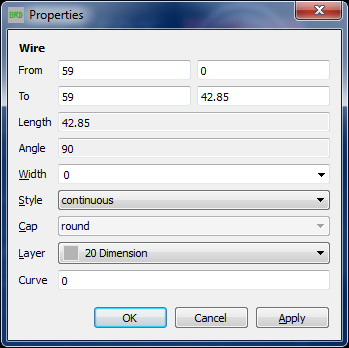 BRD Properties
Wire
From 59 0
To 59 42.85
Length 42.85
Angle 90
Width 0
Style continuous
Cap round
Layer 20 Dimension
Curve 0
OK Cancel Apply